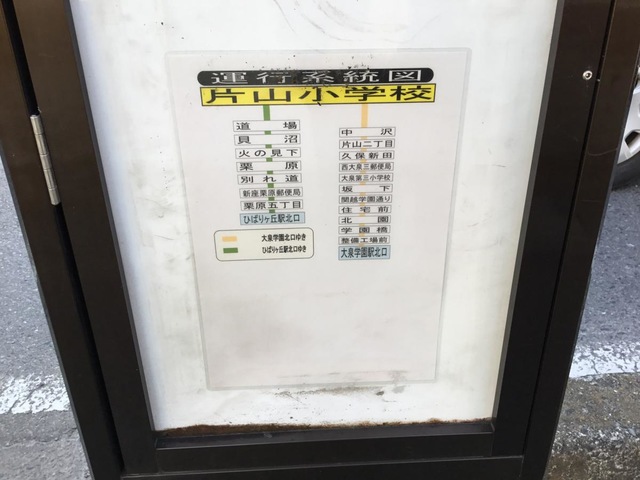 運行系統図
片山小学校
道場
貝沼
火の見下
栗原
別れ道
新座栗原郵便局
栗原五丁目
ひばりヶ丘駅北口
中沢
片山二丁目
久保新田
西大泉三郵便局
大泉第三小学校
坂下
関越学園通り
住宅前
北園
学園橋
整備工場前
大泉学園駅北口
大泉学園北口ゆき
ひばりヶ丘駅北口ゆき